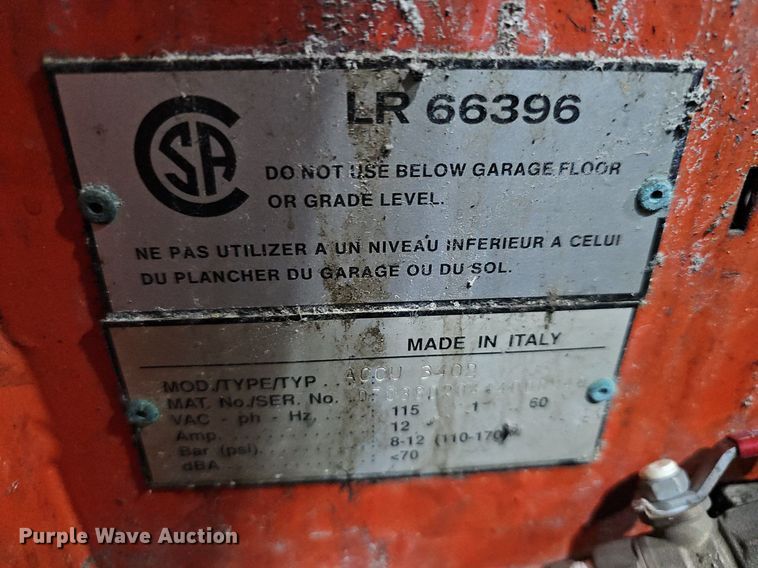 CSA
LR 66396
DO NOT USE BELOW GARAGE FLOOR
OR GRADE LEVEL.
NE PAS UTILIZER A UN NIVEAU INFERIEUR A CELUI
DU PLANCHER DU GARAGE OU DU SOL.
MADE IN ITALY
MOD./TYPE/TYP . . : ACCU 3402
MAT. No./SER. No. :
VAC - ph - Hz. : 115 1 60
Amp. . . . . . . . : 12
Bar (psi). . . . . : 8-12 (110-170)
dBA . . . . . . . : ≤70
Purple Wave Auction